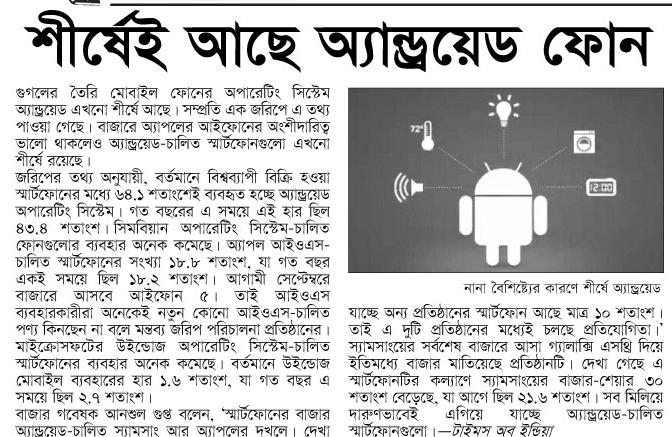 শীর্ষেই আছে অ্যান্ড্রয়েড ফোন
গুগলের তৈরি মোবাইল ফোনের অপারেটিং সিস্টেম
অ্যান্ড্রয়েড এখনো শীর্ষে আছে। সম্প্রতি এক জরিপে এ তথ্য
পাওয়া গেছে। বাজারে অ্যাপলের আইফোনের অংশীদারিত্ব
ভালো থাকলেও অ্যান্ড্রয়েড-চালিত স্মার্টফোনগুলো এখনো
শীর্ষে রয়েছে।
জরিপের তথ্য অনুযায়ী, বর্তমানে বিশ্বব্যাপী বিক্রি হওয়া
স্মার্টফোনের মধ্যে ৬৪.১ শতাংশেই ব্যবহৃত হচ্ছে অ্যান্ড্রয়েড
অপারেটিং সিস্টেম। গত বছরের এ সময়ে এই হার ছিল
৪৩.৪ শতাংশ। সিমবিয়ান অপারেটিং সিস্টেম-চালিত
ফোনগুলোর ব্যবহার অনেক কমেছে। অ্যাপল আইওএস-
চালিত স্মার্টফোনের সংখ্যা ১৮.৮ শতাংশ, যা গত বছর
একই সময়ে ছিল ১৮.২ শতাংশ। আগামী সেপ্টেম্বরে
বাজারে আসবে আইফোন ৫। তাই আইওএস
ব্যবহারকারীরা অনেকেই নতুন কোনো আইওএস-চালিত
পণ্য কিনছেন না বলে মন্তব্য জরিপ পরিচালনা প্রতিষ্ঠানের।
মাইক্রোসফটের উইন্ডোজ অপারেটিং সিস্টেম-চালিত
স্মার্টফোনের ব্যবহার অনেক কমেছে। বর্তমানে উইন্ডোজ
মোবাইল ব্যবহারের হার ১.৬ শতাংশ, যা গত বছর এ
সময়ে ছিল ২.৭ শতাংশ।
বাজার গবেষক আনশুল গুপ্ত বলেন, ‘স্মার্টফোনের বাজার
অ্যান্ড্রয়েড-চালিত স্যামসাং আর অ্যাপলের দখলে। দেখা
72°
12:00
নানা বৈশিষ্ট্যের কারণে শীর্ষে অ্যান্ড্রয়েড
যাচ্ছে অন্য প্রতিষ্ঠানের স্মার্টফোন আছে মাত্র ১০ শতাংশ।
তাই এ দুটি প্রতিষ্ঠানের মধ্যেই চলছে প্রতিযোগিতা।’
স্যামসাংয়ের সর্বশেষ বাজারে আসা গ্যালাক্সি এসথ্রি দিয়ে
ইতিমধ্যে বাজার মাতিয়েছে প্রতিষ্ঠানটি। দেখা গেছে এ
স্মার্টফোনটির কল্যাণে স্যামসাংয়ের বাজার-শেয়ার ৩০
শতাংশ বেড়েছে, যা আগে ছিল ২১.৬ শতাংশ। সব মিলিয়ে
দারুণভাবেই এগিয়ে যাচ্ছে অ্যান্ড্রয়েড-চালিত
স্মার্টফোনগুলো।—টাইমস অব ইন্ডিয়া